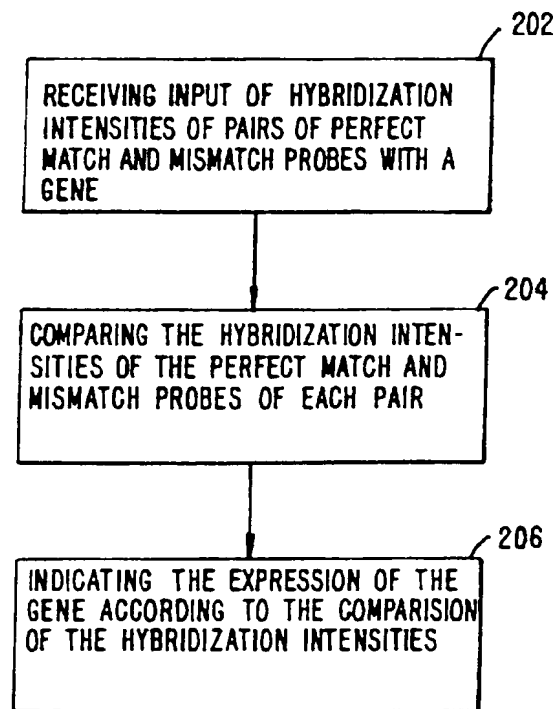 202
RECEIVING INPUT OF HYBRIDIZATION
INTENSITIES OF PAIRS OF PERFECT
MATCH AND MISMATCH PROBES WITH A
GENE
204
COMPARING THE HYBRIDIZATION INTEN-
SITIES OF THE PERFECT MATCH AND
MISMATCH PROBES OF EACH PAIR
206
INDICATING THE EXPRESSION OF THE
GENE ACCORDING TO THE COMPARISION
OF THE HYBRIDIZATION INTENSITIES